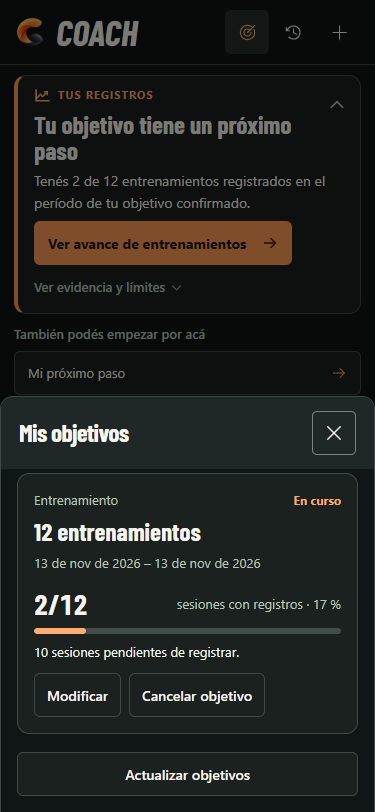 COACH
TUS REGISTROS
Tu objetivo tiene un próximo
paso
Tenés 2 de 12 entrenamientos registrados en el
período de tu objetivo confirmado.
Ver avance de entrenamientos
Ver evidencia y límites
También podés empezar por acá
Mi próximo paso
Mis objetivos
Entrenamiento
En curso
12 entrenamientos
13 de nov de 2026 – 13 de nov de 2026
2/12
sesiones con registros · 17 %
10 sesiones pendientes de registrar.
Modificar
Cancelar objetivo
Actualizar objetivos